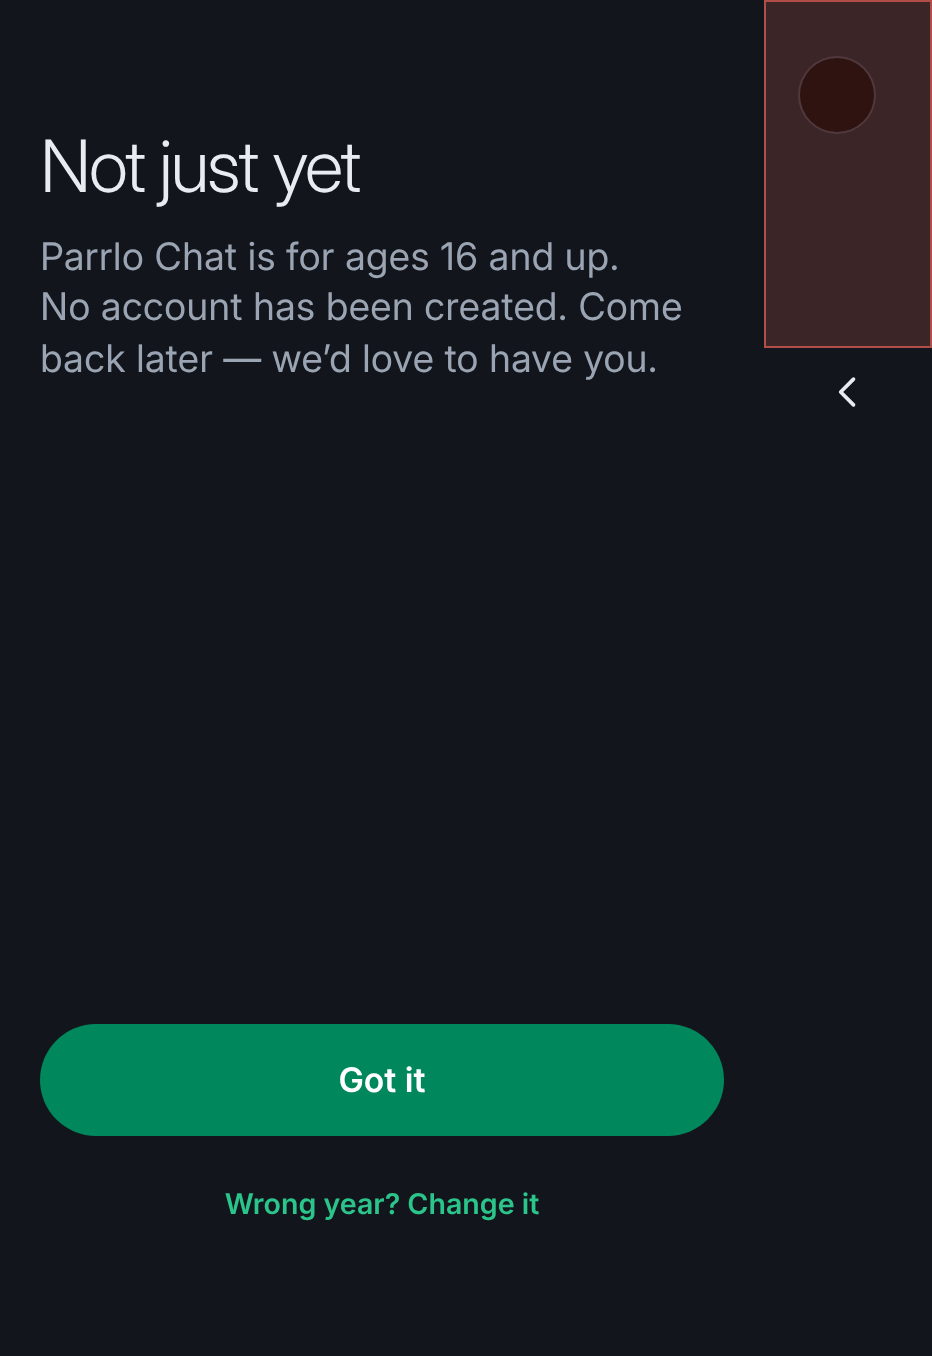 Not just yet
Parrlo Chat is for ages 16 and up.
No account has been created. Come
back later — we’d love to have you.
Got it
Wrong year? Change it